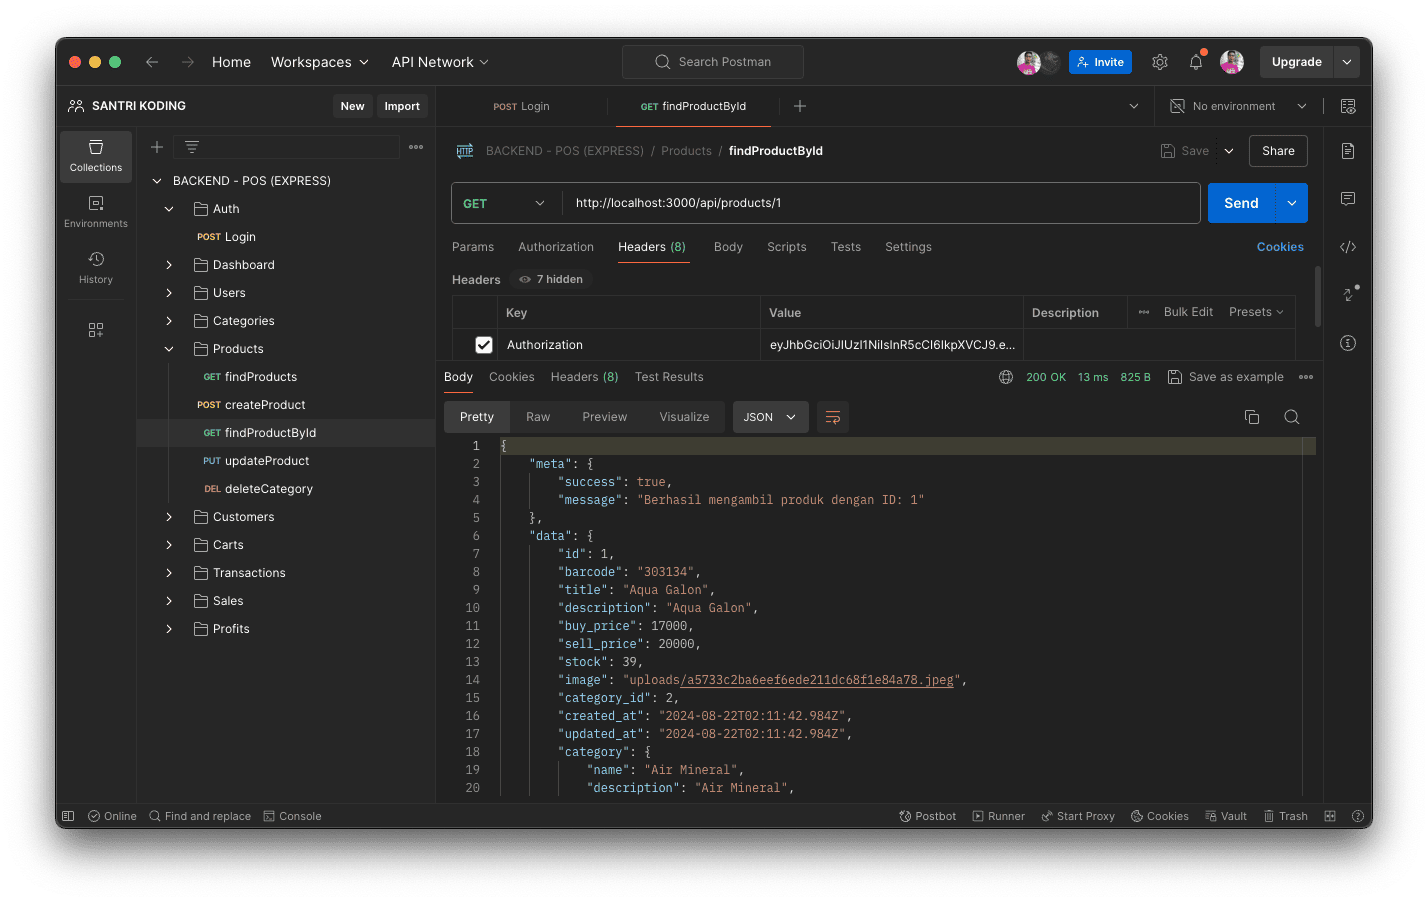 Home Workspaces API Network Search Postman Invite Upgrade
SANTRI KODING New Import POST Login GET findProductById No environment
Collections
Environments
History
BACKEND - POS (EXPRESS)
Auth
POST Login
Dashboard
Users
Categories
Products
GET findProducts
POST createProduct
GET findProductById
PUT updateProduct
DEL deleteCategory
Customers
Carts
Transactions
Sales
Profits
HTTP BACKEND - POS (EXPRESS) / Products / findProductById Save Share
GET http://localhost:3000/api/products/1 Send
Params Authorization Headers (8) Body Scripts Tests Settings Cookies
Headers 7 hidden
Key Value Description Bulk Edit Presets
Authorization eyJhbGciOiJIUzI1NiIsInR5cCI6IkpXVCJ9.e...
Body Cookies Headers (8) Test Results 200 OK 13 ms 825 B Save as example
Pretty Raw Preview Visualize JSON
1 {
2 "meta": {
3 "success": true,
4 "message": "Berhasil mengambil produk dengan ID: 1"
5 },
6 "data": {
7 "id": 1,
8 "barcode": "303134",
9 "title": "Aqua Galon",
10 "description": "Aqua Galon",
11 "buy_price": 17000,
12 "sell_price": 20000,
13 "stock": 39,
14 "image": "uploads/a5733c2ba6eef6ede211dc68f1e84a78.jpeg",
15 "category_id": 2,
16 "created_at": "2024-08-22T02:11:42.984Z",
17 "updated_at": "2024-08-22T02:11:42.984Z",
18 "category": {
19 "name": "Air Mineral",
20 "description": "Air Mineral",
Online Find and replace Console Postbot Runner Start Proxy Cookies Vault Trash